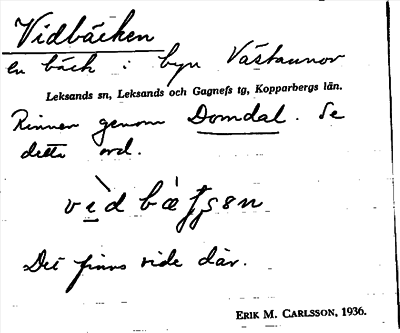 Vidbäcken
en bäck i byn Västannor
Leksands sn, Leksands och Gagnefs tg, Kopparbergs län.
Rinner genom Domdal. Se
detta ord.
Det finns vide där.
ERIK M. CARLSSON, 1936.